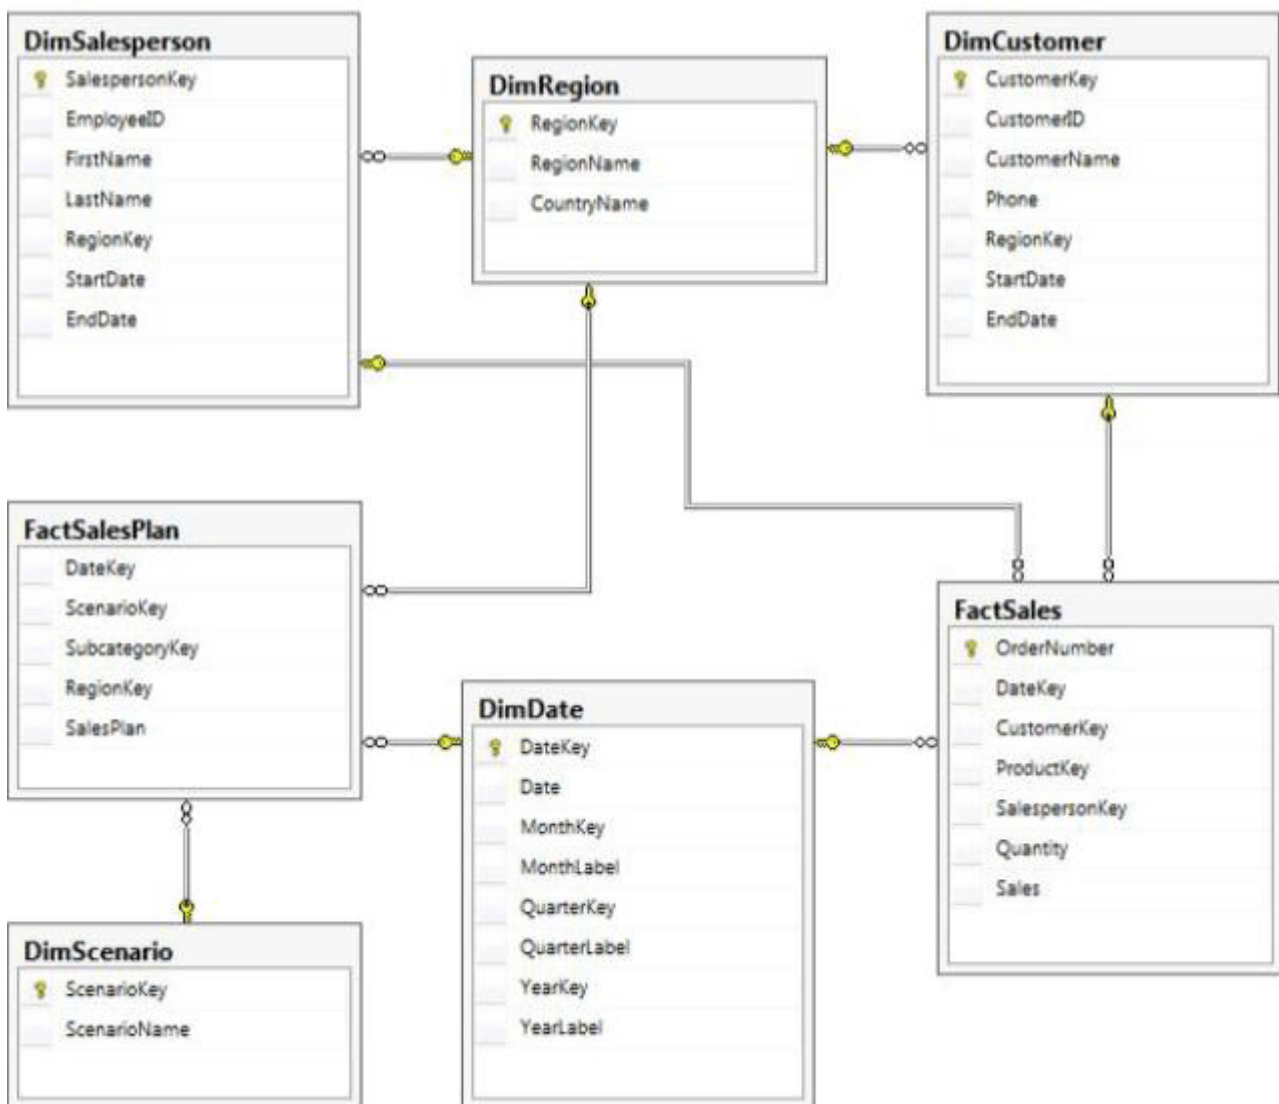 DimSalesperson
SalespersonKey
EmployeeID
FirstName
LastName
RegionKey
StartDate
EndDate
DimRegion
RegionKey
RegionName
CountryName
DimCustomer
CustomerKey
CustomerID
CustomerName
Phone
RegionKey
StartDate
EndDate
FactSalesPlan
DateKey
ScenarioKey
SubcategoryKey
RegionKey
SalesPlan
DimDate
DateKey
Date
MonthKey
MonthLabel
QuarterKey
QuarterLabel
YearKey
YearLabel
FactSales
OrderNumber
DateKey
CustomerKey
ProductKey
SalespersonKey
Quantity
Sales
DimScenario
ScenarioKey
ScenarioName